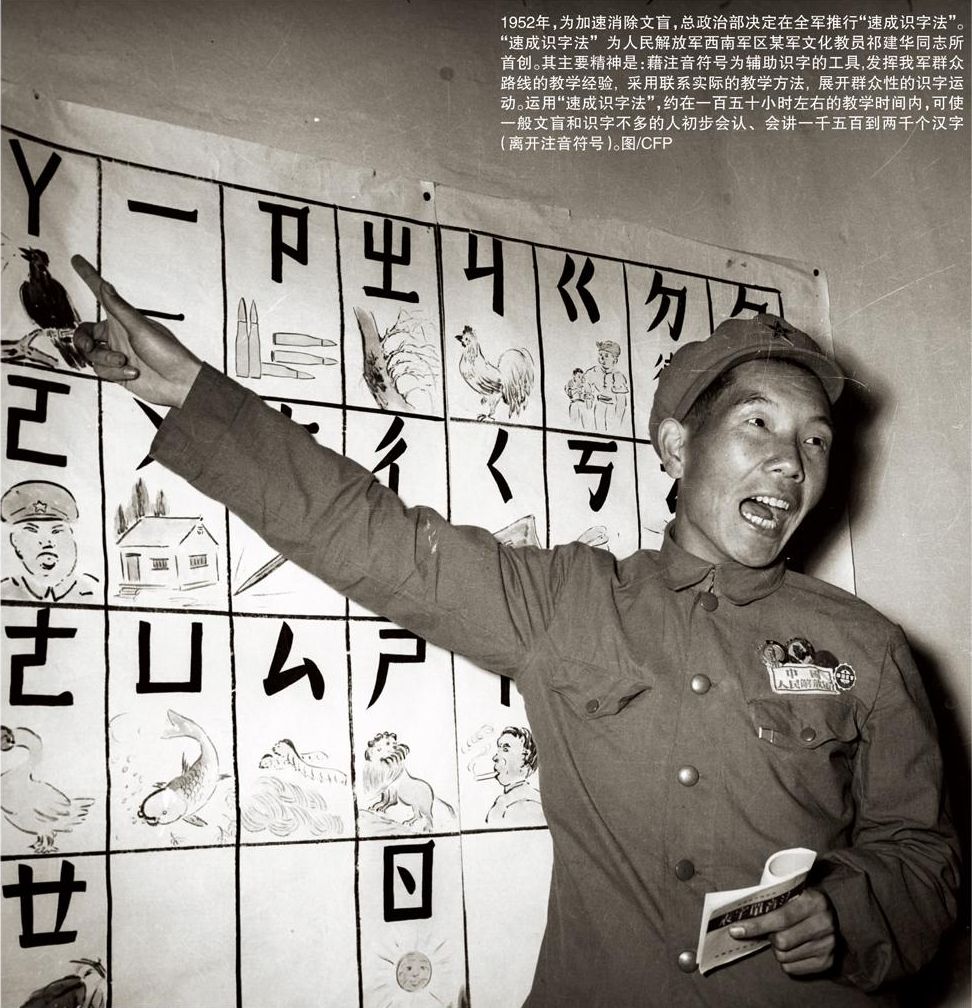 1952年,为加速消除文盲,总政治部决定在全军推行“速成识字法”。
“速成识字法” 为人民解放军西南军区某军文化教员祁建华同志所
首创。其主要精神是:藉注音符号为辅助识字的工具,发挥我军群众
路线的教学经验, 采用联系实际的教学方法, 展开群众性的识字运
动。运用“速成识字法”,约在一百五十小时左右的教学时间内,可使
一般文盲和识字不多的人初步会认、会讲一千五百到两千个汉字
(离开注音符号)。图/CFP
ㄚ ㄧ ㄗ ㄓ ㄐ ㄍ ㄉ ㄅ
ㄛ ㄔ ㄑ ㄎ
ㄜ ㄩ ㄙ ㄕ
ㄝ ㄖ
中國
人民解放軍